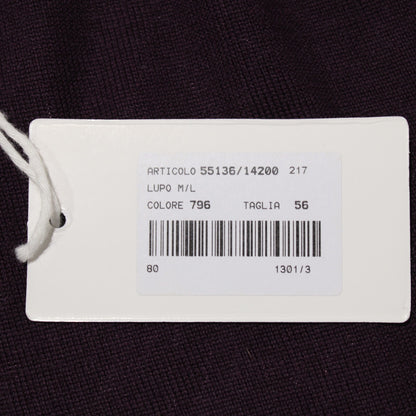 ARTICOLO 55136/14200 217
LUPO M/L
COLORE 796 TAGLIA 56
80 1301/3